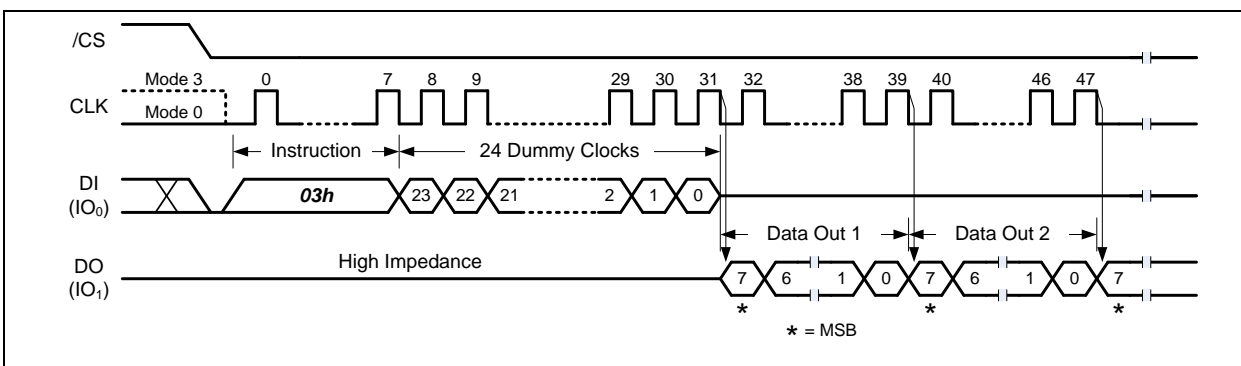 /CS
Mode 3 0 7 8 9 29 30 31 32 38 39 40 46 47
CLK
Mode 0
Instruction 24 Dummy Clocks
DI
(IO0)
03h 23 22 21 2 1 0
Data Out 1 Data Out 2
DO
(IO1)
High Impedance
7 6 1 0 7 6 1 0 7
* * *
* = MSB